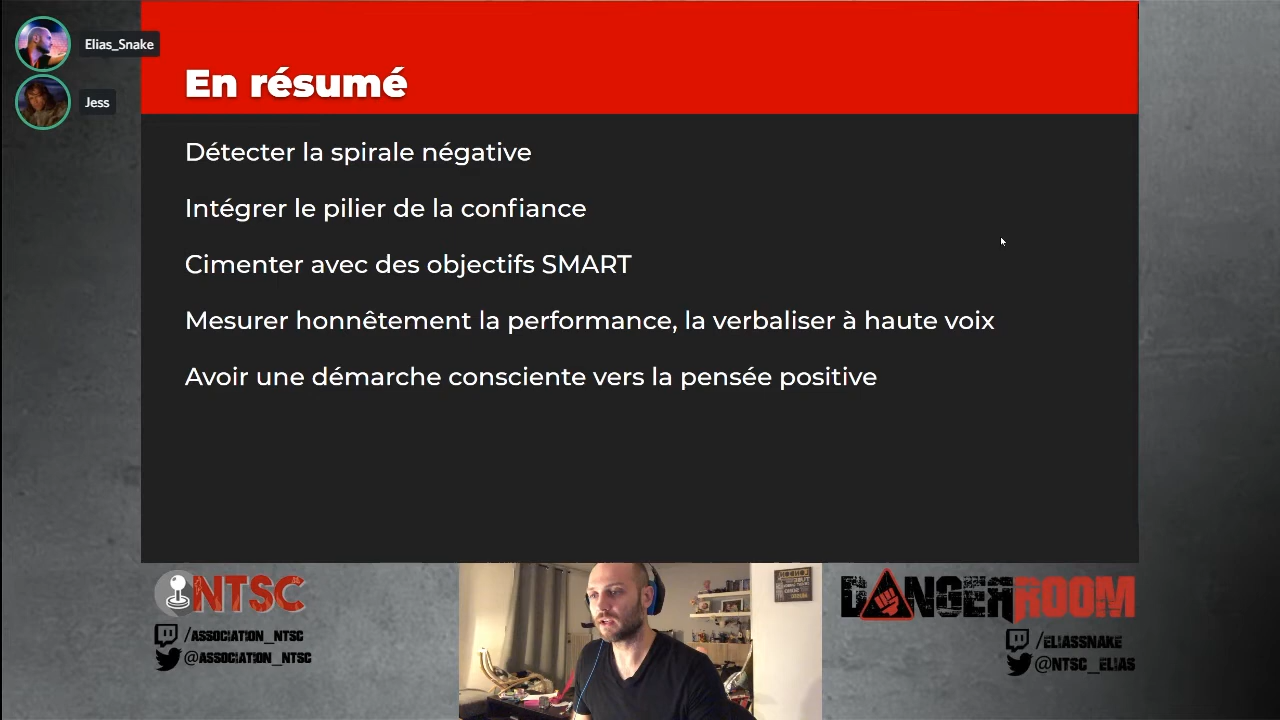 Elias_Snake
Jess
En résumé
Détecter la spirale négative
Intégrer le pilier de la confiance
Cimenter avec des objectifs SMART
Mesurer honnêtement la performance, la verbaliser à haute voix
Avoir une démarche consciente vers la pensée positive
NTSC
/ASSOCIATION_NTSC
@ASSOCIATION_NTSC
DANGERROOM
/ELIASSNAKE
@NTSC_ELIAS